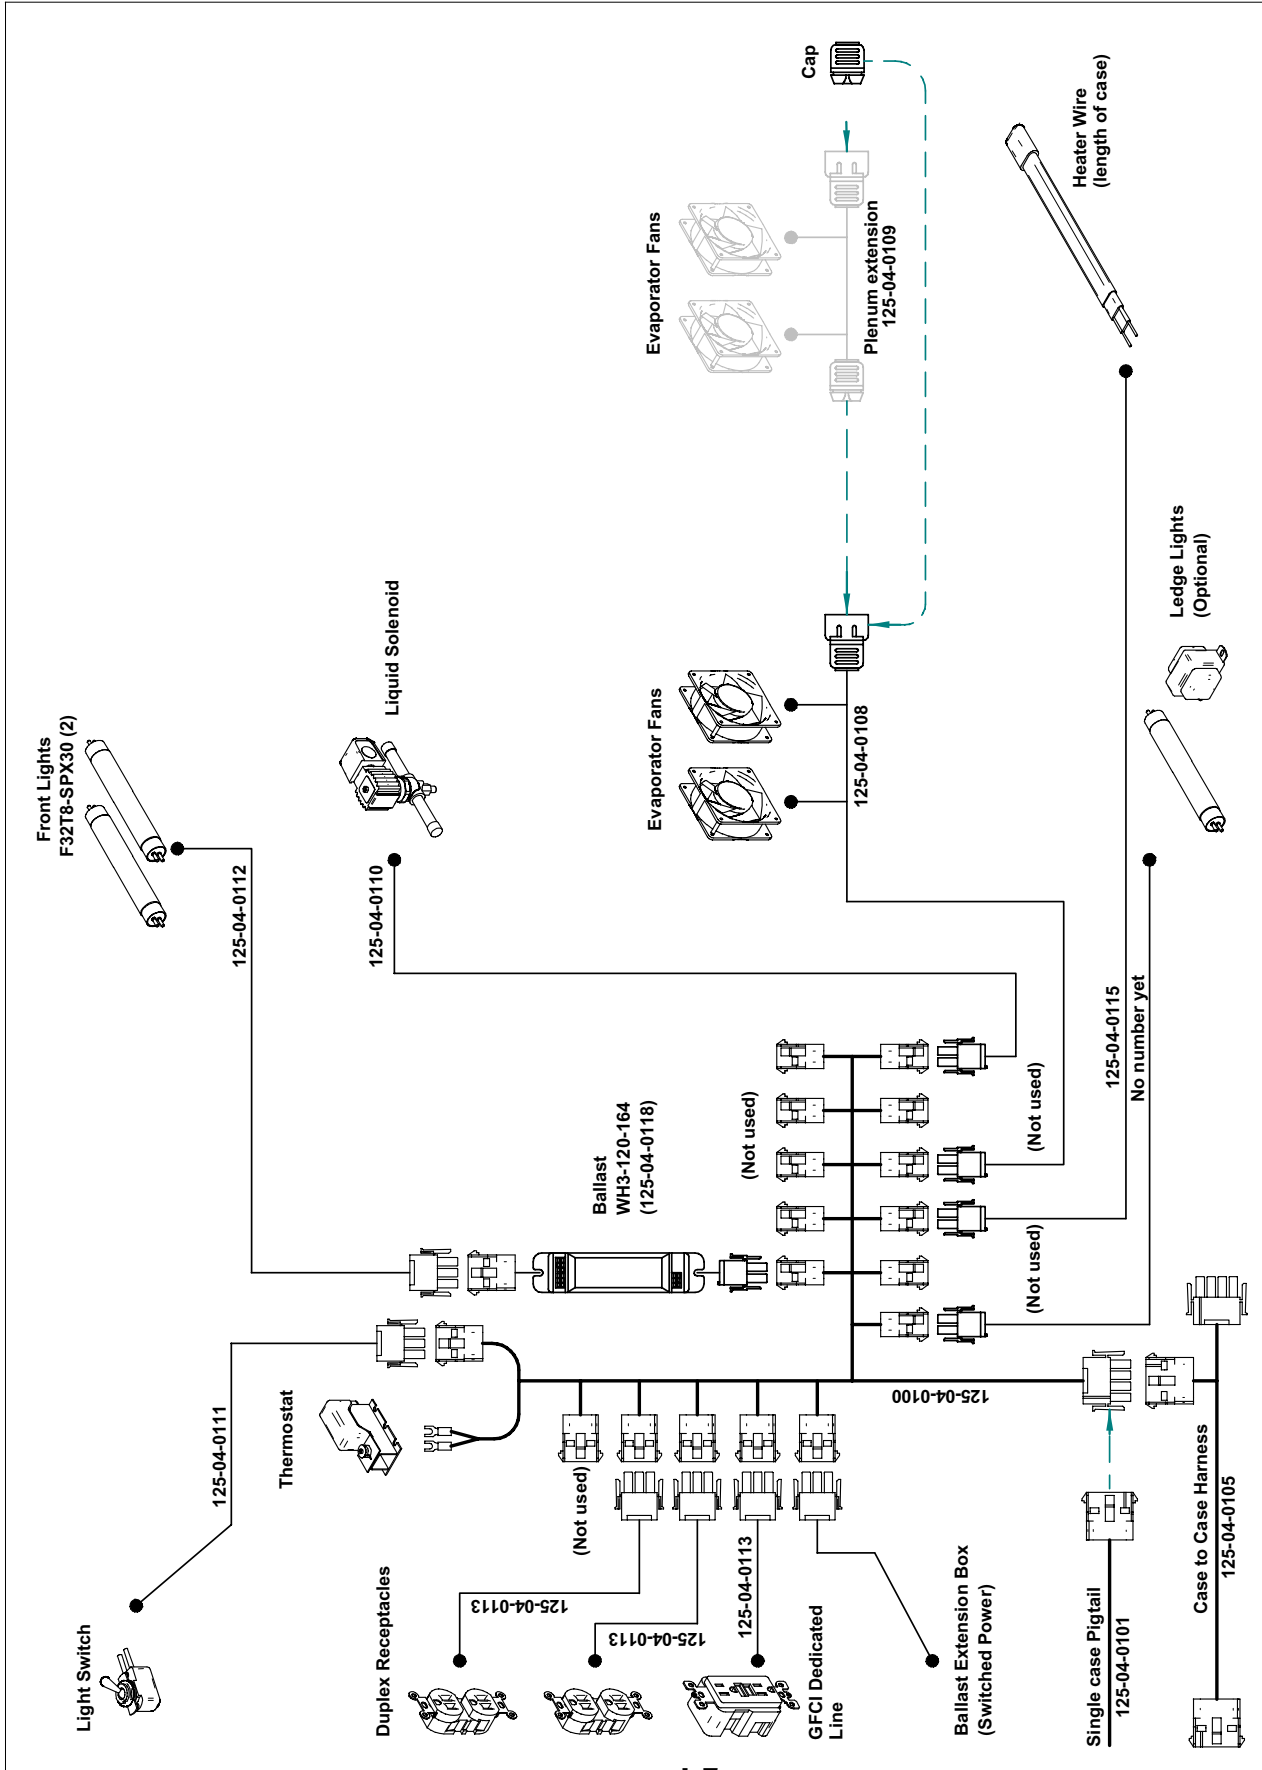 Front Lights
F32T8-SPX30 (2)
125-04-0112
Light Switch
125-04-0111
Thermostat
Liquid Solenoid
125-04-0110
Duplex Receptacles
125-04-0113
125-04-0113
(Not used)
GFCI Dedicated
Line
125-04-0113
Ballast Extension Box
(Switched Power)
Ballast
WH3-120-164
(125-04-0118)
(Not used)
Evaporator Fans
125-04-0108
Evaporator Fans
Plenum extension
125-04-0109
Cap
125-04-0100
(Not used)
(Not used)
Single case Pigtail
125-04-0101
Case to Case Harness
125-04-0105
125-04-0115
No number yet
Heater Wire
(length of case)
Ledge Lights
(Optional)